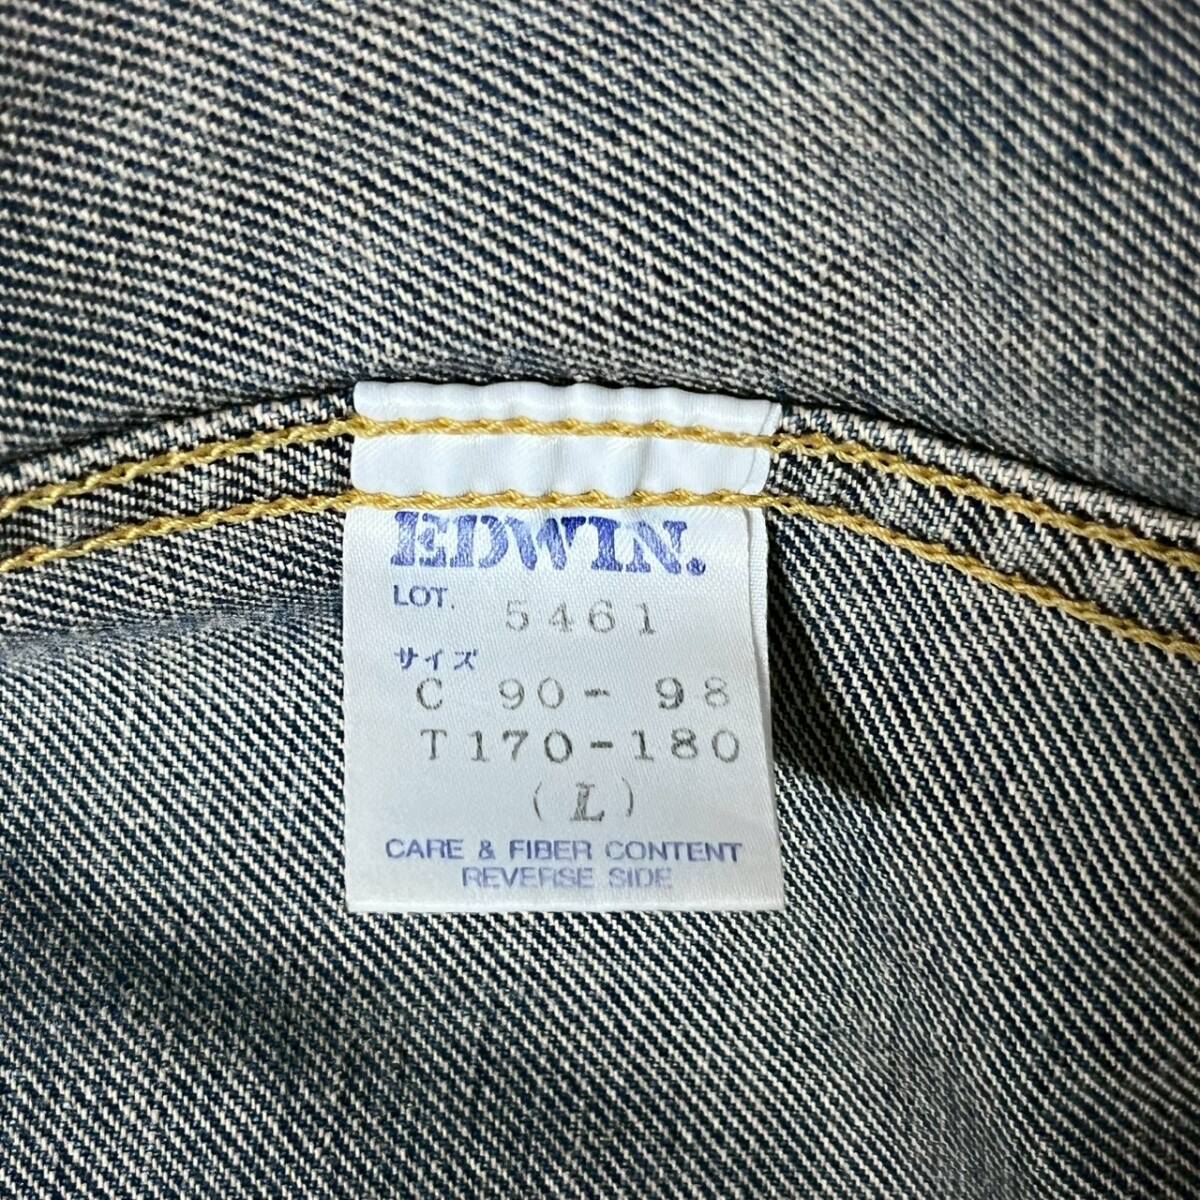 EDWIN.
LOT. 5461
サイズ
C 90- 98
T170-180
(L)
CARE & FIBER CONTENT
REVERSE SIDE